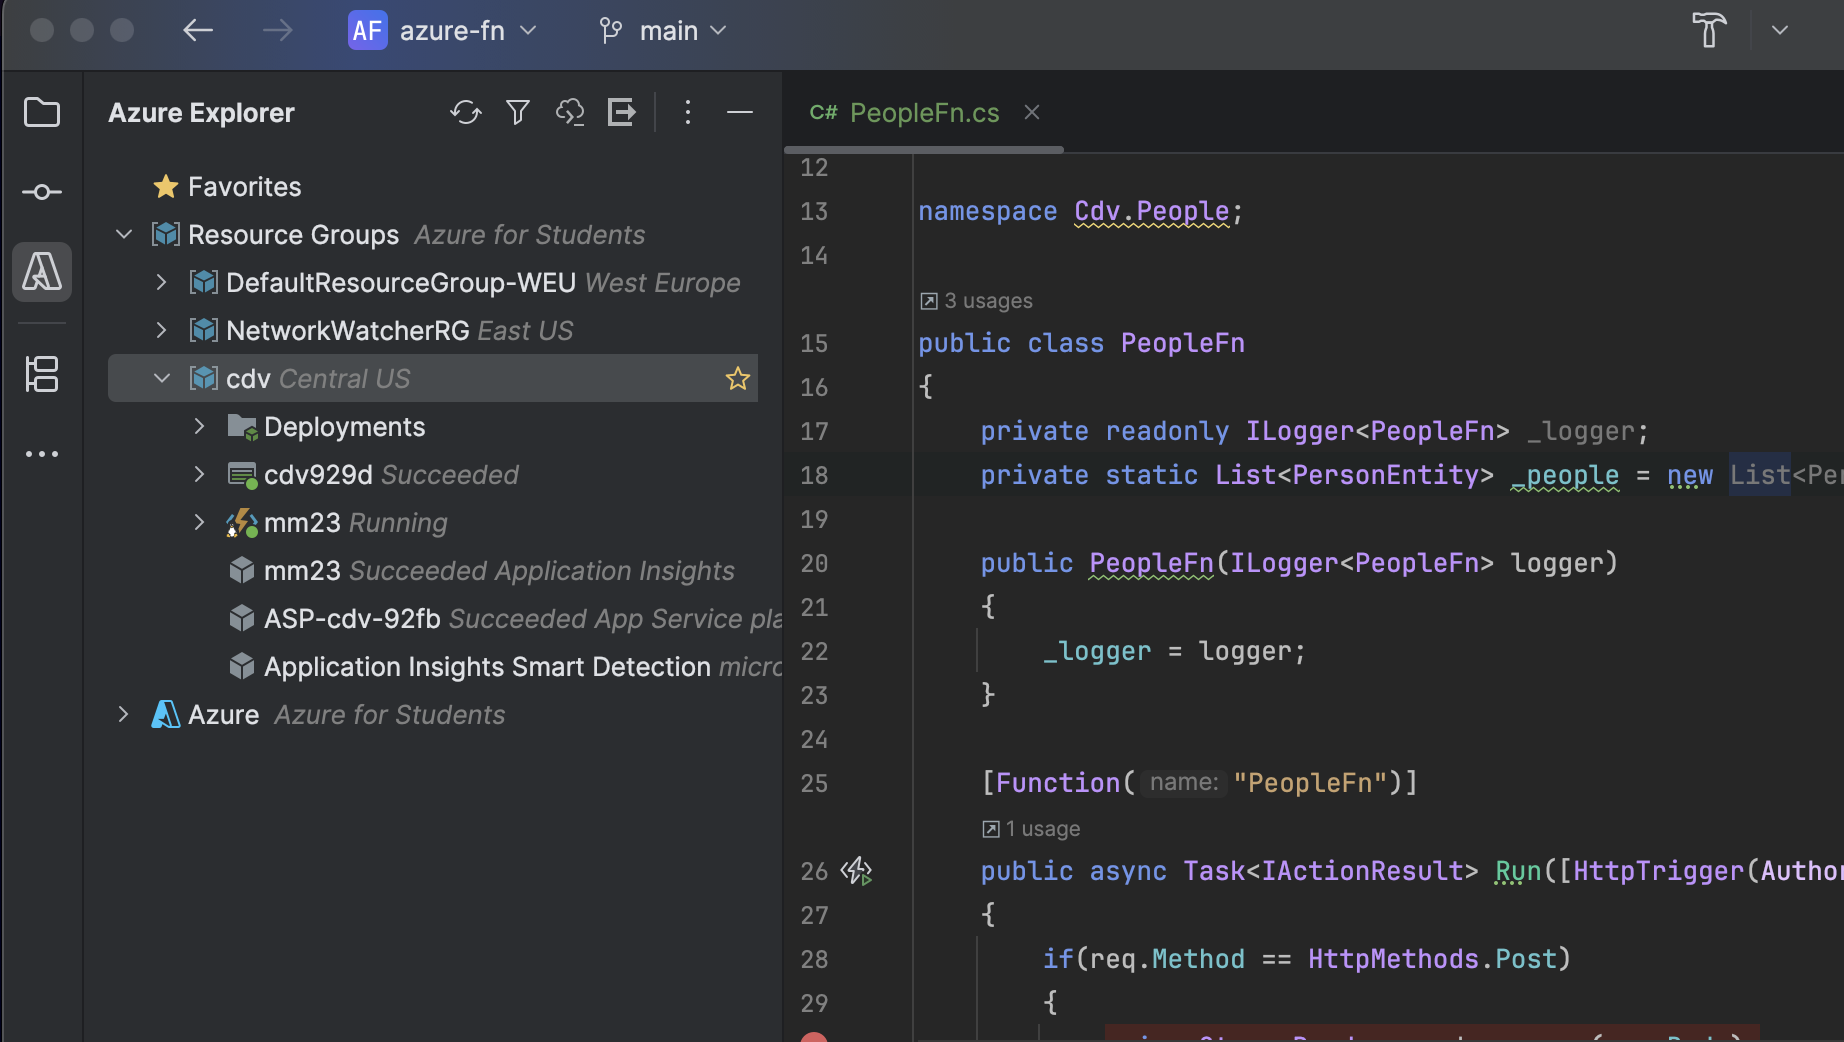 AF azure-fn main
Azure Explorer
Favorites
Resource Groups Azure for Students
DefaultResourceGroup-WEU West Europe
NetworkWatcherRG East US
cdv Central US
Deployments
cdv929d Succeeded
mm23 Running
mm23 Succeeded Application Insights
ASP-cdv-92fb Succeeded App Service pla
Application Insights Smart Detection micro
Azure Azure for Students
C# PeopleFn.cs
12
13 namespace Cdv.People;
14
3 usages
15 public class PeopleFn
16 {
17 private readonly ILogger<PeopleFn> _logger;
18 private static List<PersonEntity> _people = new List<Per
19
20 public PeopleFn(ILogger<PeopleFn> logger)
21 {
22 _logger = logger;
23 }
24
25 [Function( name: "PeopleFn")]
1 usage
26 public async Task<IActionResult> Run([HttpTrigger(Author
27 {
28 if(req.Method == HttpMethods.Post)
29 {